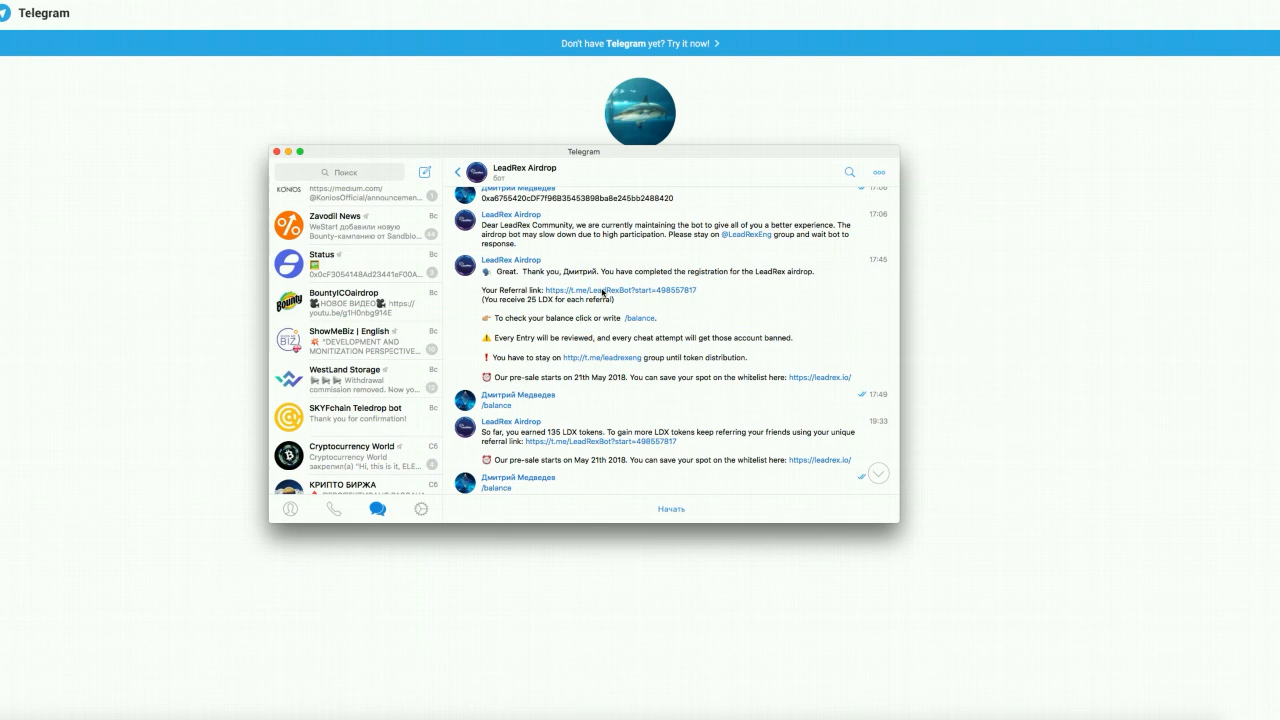 Telegram
Don't have Telegram yet? Try it now!
Telegram
Поиск
KONIOS
https://medium.com/
@KoniosOfficial/announcemen...
1
Zavodil News
Вс
WeStart добавили новую
Bounty-кампанию от Sandblo...
44
Status
Вс
0x0cF3054148Ad23441eF00A...
3
BountyICOairdrop
Вс
НОВОЕ ВИДЕО https://
youtu.be/g1H0nbg914E
ShowMeBiz | English
Вс
"DEVELOPMENT AND
MONITIZATION PERSPECTIVE...
10
WestLand Storage
Вс
Withdrawal
commission removed. Now yo...
12
SKYFchain Teledrop bot
Вс
Thank you for confirmation!
Cryptocurrency World
Сб
Cryptocurrency World
закрепил(а) "Hi, this is it, ELE...
4
КРИПТО БИРЖА
Сб
LeadRex Airdrop
бот
Дмитрий Медведев
17:06
0xa6755420cDF7f96B35453898ba8e245bb2488420
LeadRex Airdrop
17:06
Dear LeadRex Community, we are currently maintaining the bot to give all of you a better experience. The
airdrop bot may slow down due to high participation. Please stay on @LeadRexEng group and wait bot to
response.
LeadRex Airdrop
17:45
Great. Thank you, Дмитрий. You have completed the registration for the LeadRex airdrop.
Your Referral link: https://t.me/LeadRexBot?start=498557817
(You receive 25 LDX for each referral)
To check your balance click or write /balance.
Every Entry will be reviewed, and every cheat attempt will get those account banned.
You have to stay on http://t.me/leadrexeng group until token distribution.
Our pre-sale starts on 21th May 2018. You can save your spot on the whitelist here: https://leadrex.io/
Дмитрий Медведев
17:49
/balance
LeadRex Airdrop
19:33
So far, you earned 135 LDX tokens. To gain more LDX tokens keep referring your friends using your unique
referral link: https://t.me/LeadRexBot?start=498557817
Our pre-sale starts on May 21th 2018. You can save your spot on the whitelist here: https://leadrex.io/
Дмитрий Медведев
/balance
Начать